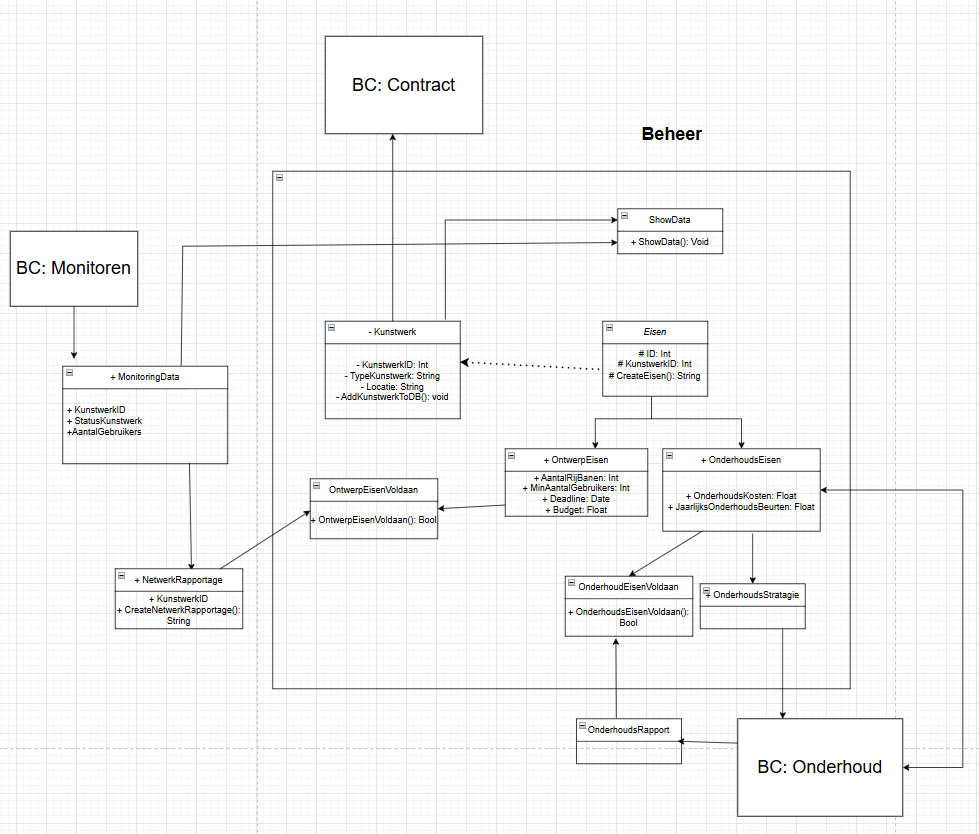 BC: Contract
Beheer
ShowData
+ ShowData(): Void
BC: Monitoren
- Kunstwerk
- KunstwerkID: Int
- TypeKunstwerk: String
- Locatie: String
- AddKunstwerkToDB(): void
Eisen
# ID: Int
# KunstwerkID: Int
# CreateEisen(): String
+ MonitoringData
+ KunstwerkID
+ StatusKunstwerk
+AantalGebruikers
+ OntwerpEisen
+ AantalRijBanen: Int
+ MinAantalGebruikers: Int
+ Deadline: Date
+ Budget: Float
+ OnderhoudsEisen
+ OnderhoudsKosten: Float
+ JaarlijksOnderhoudsBeurten: Float
OntwerpEisenVoldaan
+ OntwerpEisenVoldaan(): Bool
+ NetwerkRapportage
+ KunstwerkID
+ CreateNetwerkRapportage():
String
OnderhoudEisenVoldaan
+ OnderhoudsEisenVoldaan():
Bool
+ OnderhoudsStratagie
OnderhoudsRapport
BC: Onderhoud